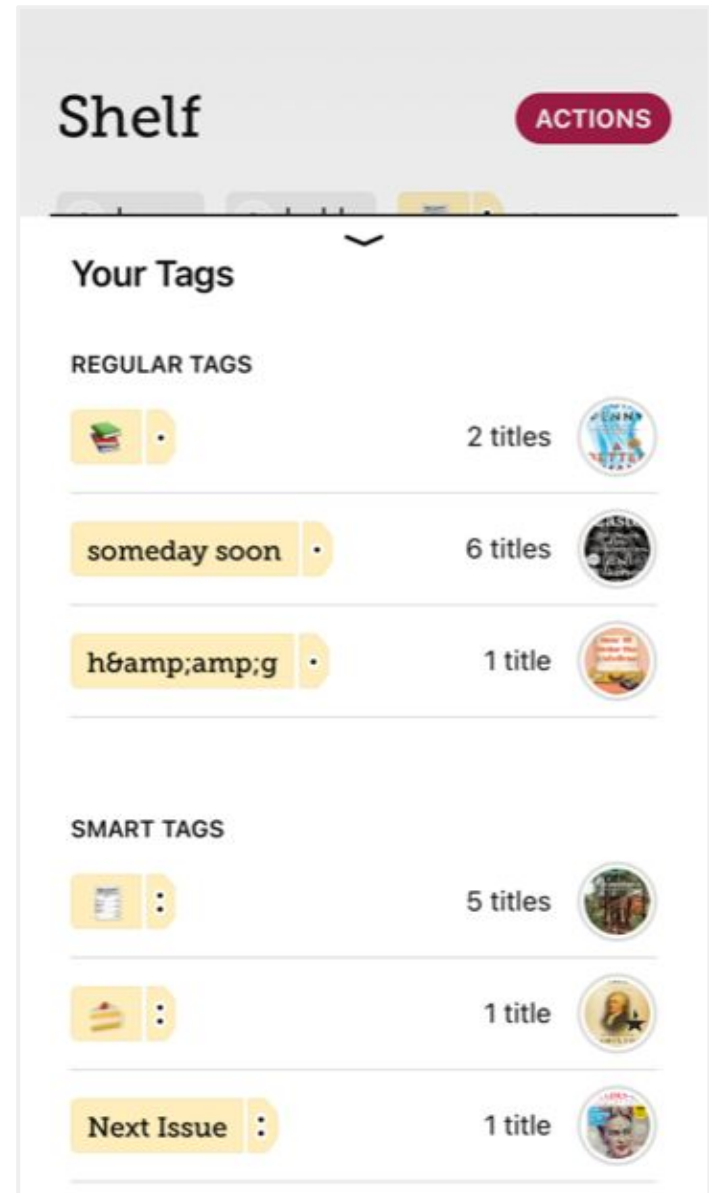 Shelf
ACTIONS
Your Tags
REGULAR TAGS
2 titles
someday soon
6 titles
h&amp;amp;g
1 title
SMART TAGS
5 titles
1 title
Next Issue
1 title